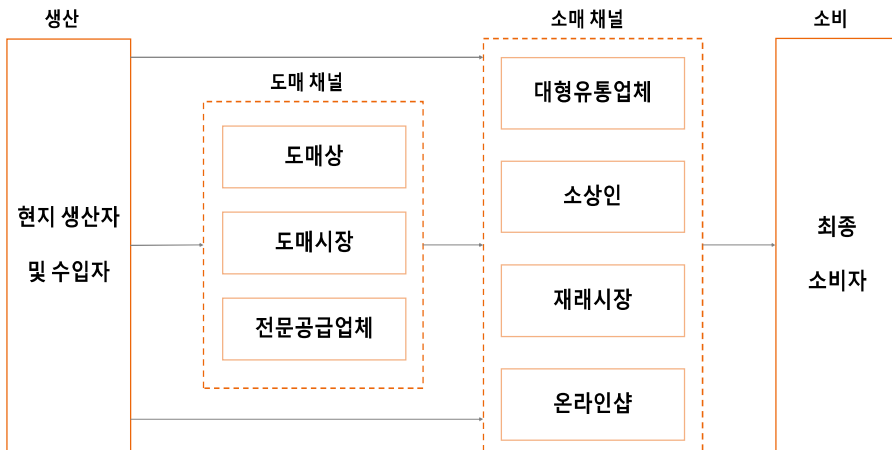 생산
소매 채널
소비
도매 채널
현지 생산자
및 수입자
도매상
도매시장
전문공급업체
대형유통업체
소상인
재래시장
온라인샵
최종
소비자